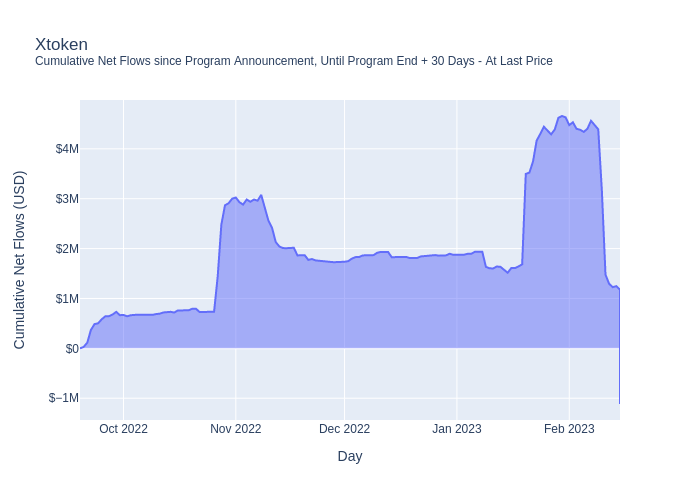 Xtoken
Cumulative Net Flows since Program Announcement, Until Program End + 30 Days - At Last Price
Cumulative Net Flows (USD)
$4M
$3M
$2M
$1M
$0
$−1M
Oct 2022
Nov 2022
Dec 2022
Jan 2023
Feb 2023
Day